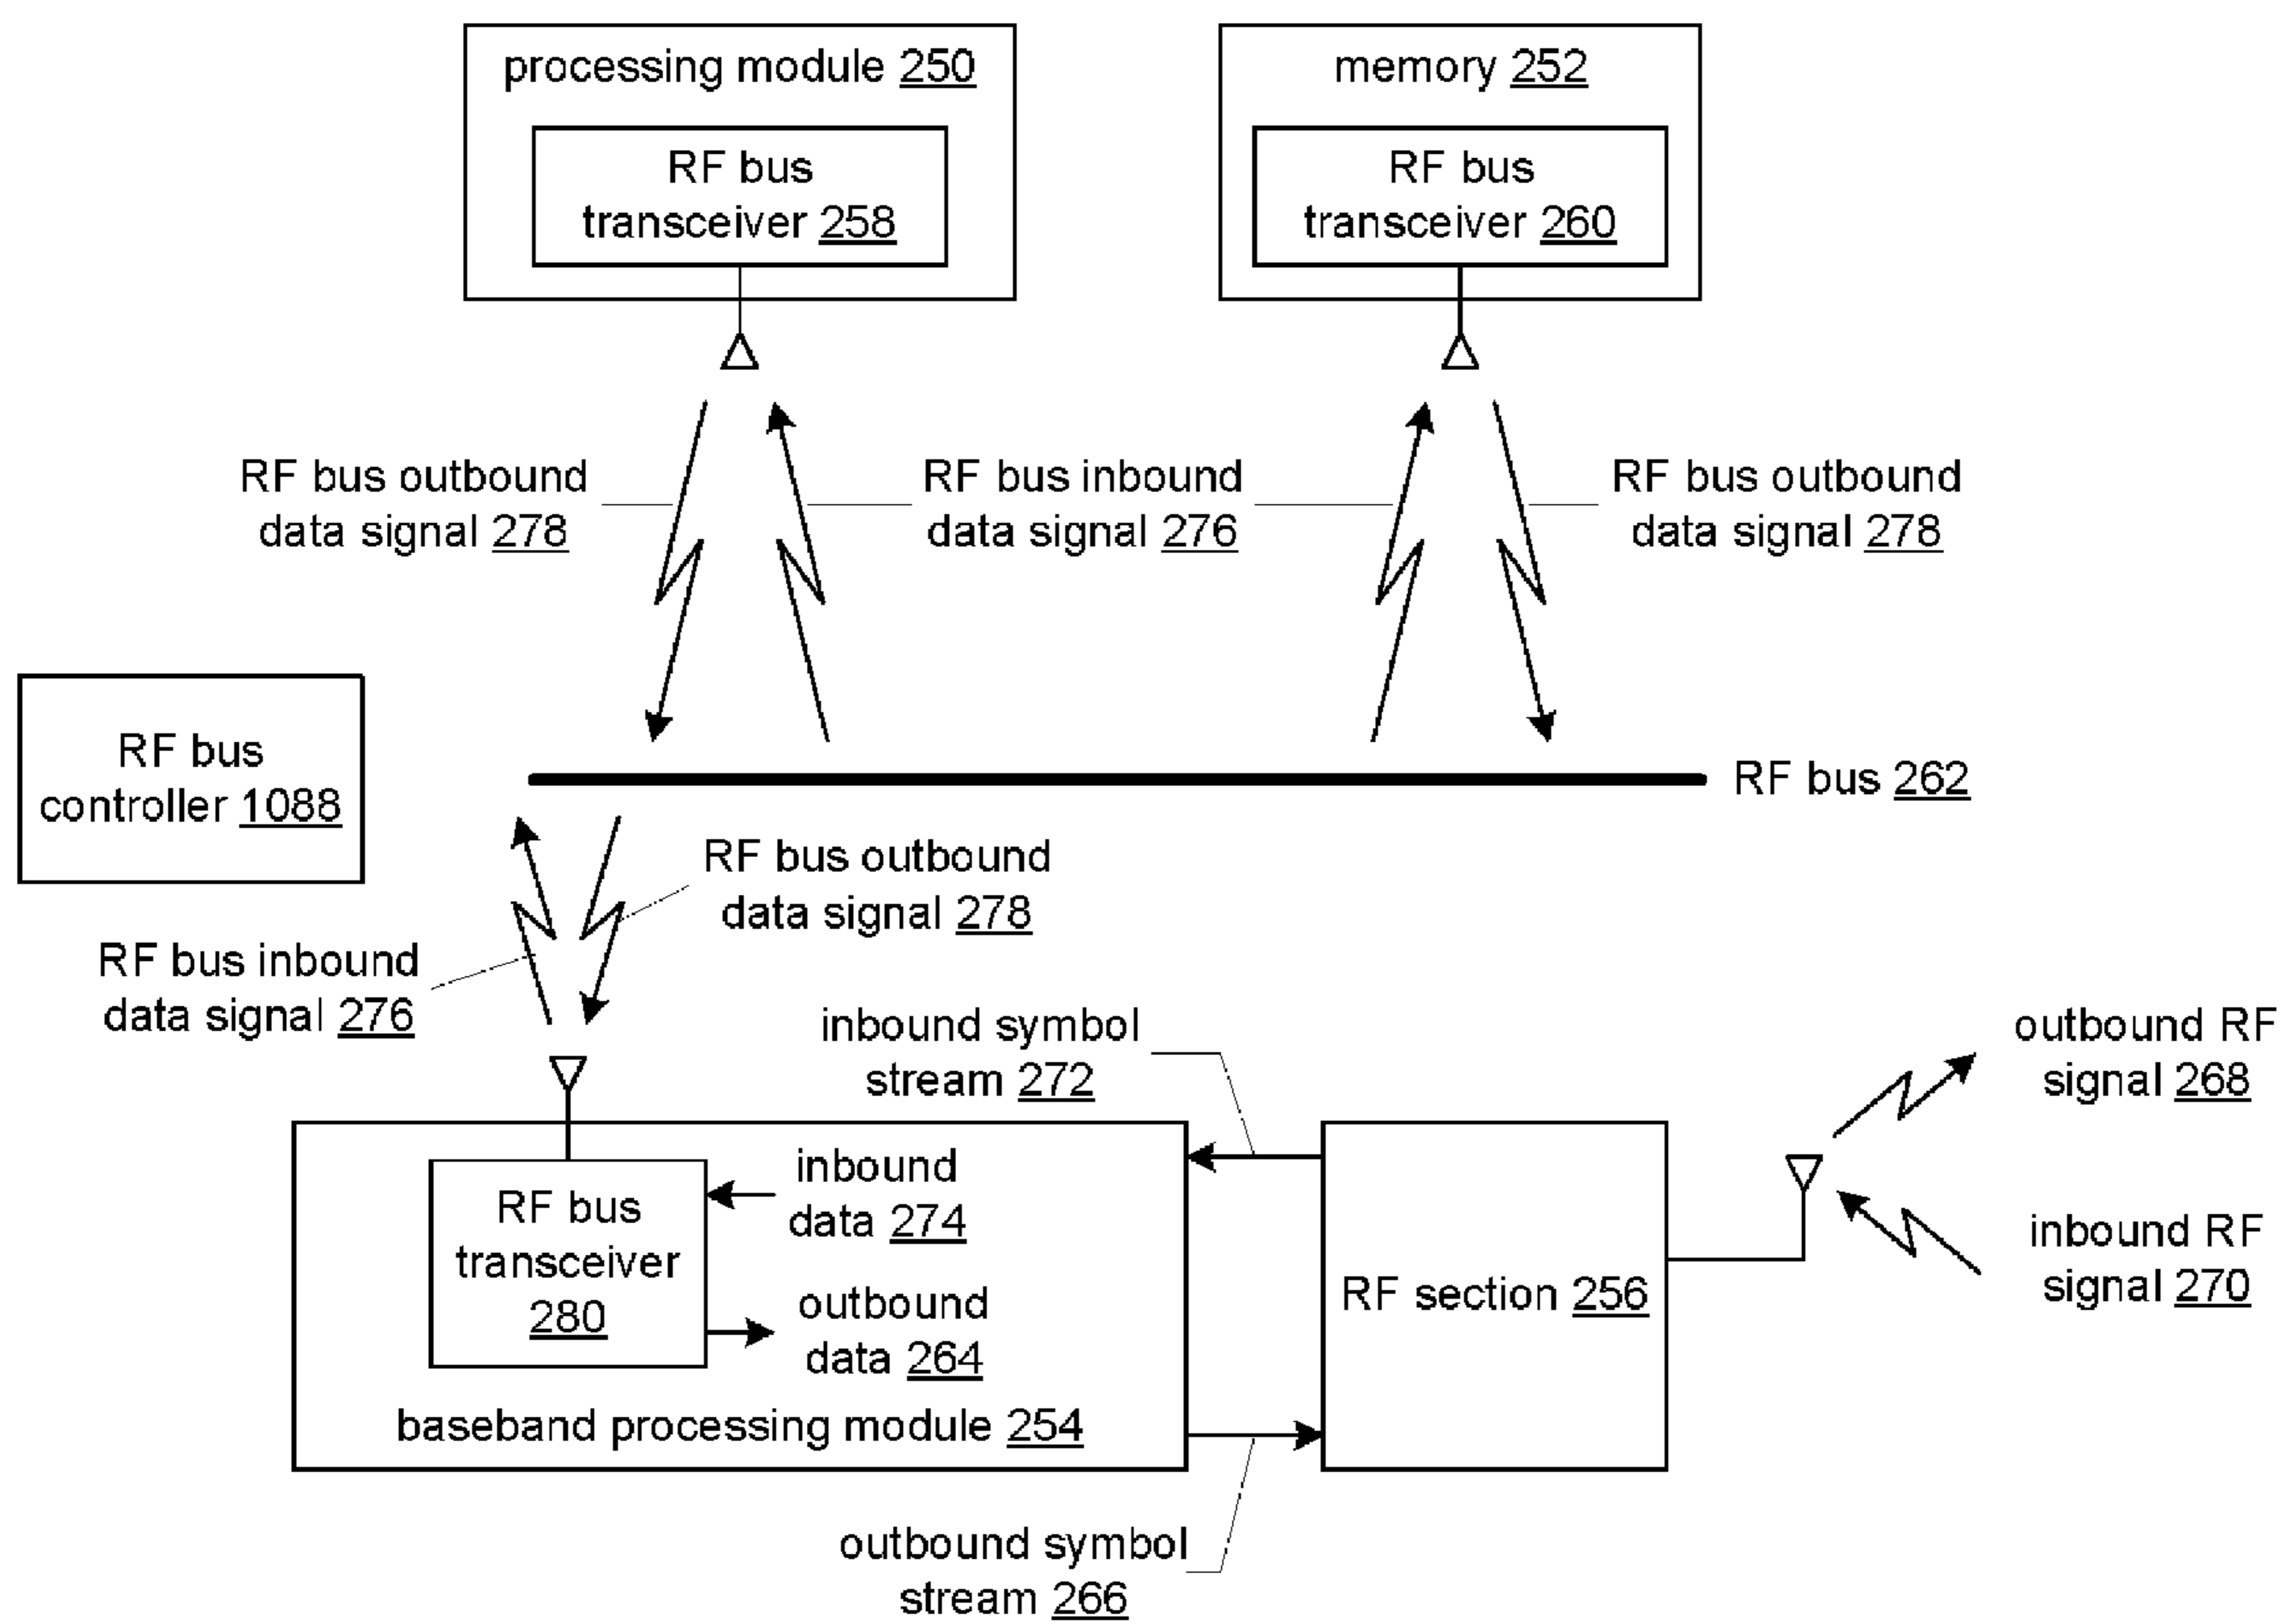 processing module 250
RF bus
transceiver 258
memory 252
RF bus
transceiver 260
RF bus outbound
data signal 278
RF bus inbound
data signal 276
RF bus outbound
data signal 278
RF bus
controller 1088
RF bus 262
RF bus outbound
data signal 278
RF bus inbound
data signal 276
inbound symbol
stream 272
outbound RF
signal 268
inbound RF
signal 270
RF bus
transceiver
280
inbound
data 274
outbound
data 264
baseband processing module 254
RF section 256
outbound symbol
stream 266